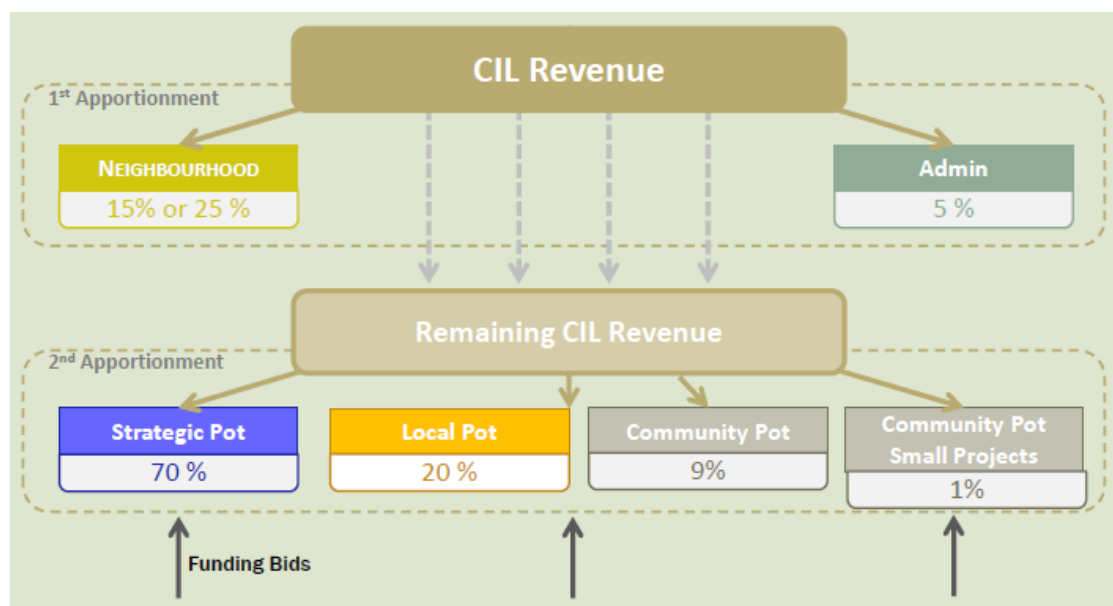 CIL Revenue
1st Apportionment
NEIGHBOURHOOD
15% or 25 %
Admin
5 %
Remaining CIL Revenue
2nd Apportionment
Strategic Pot
70 %
Local Pot
20 %
Community Pot
9%
Community Pot
Small Projects
1%
Funding Bids